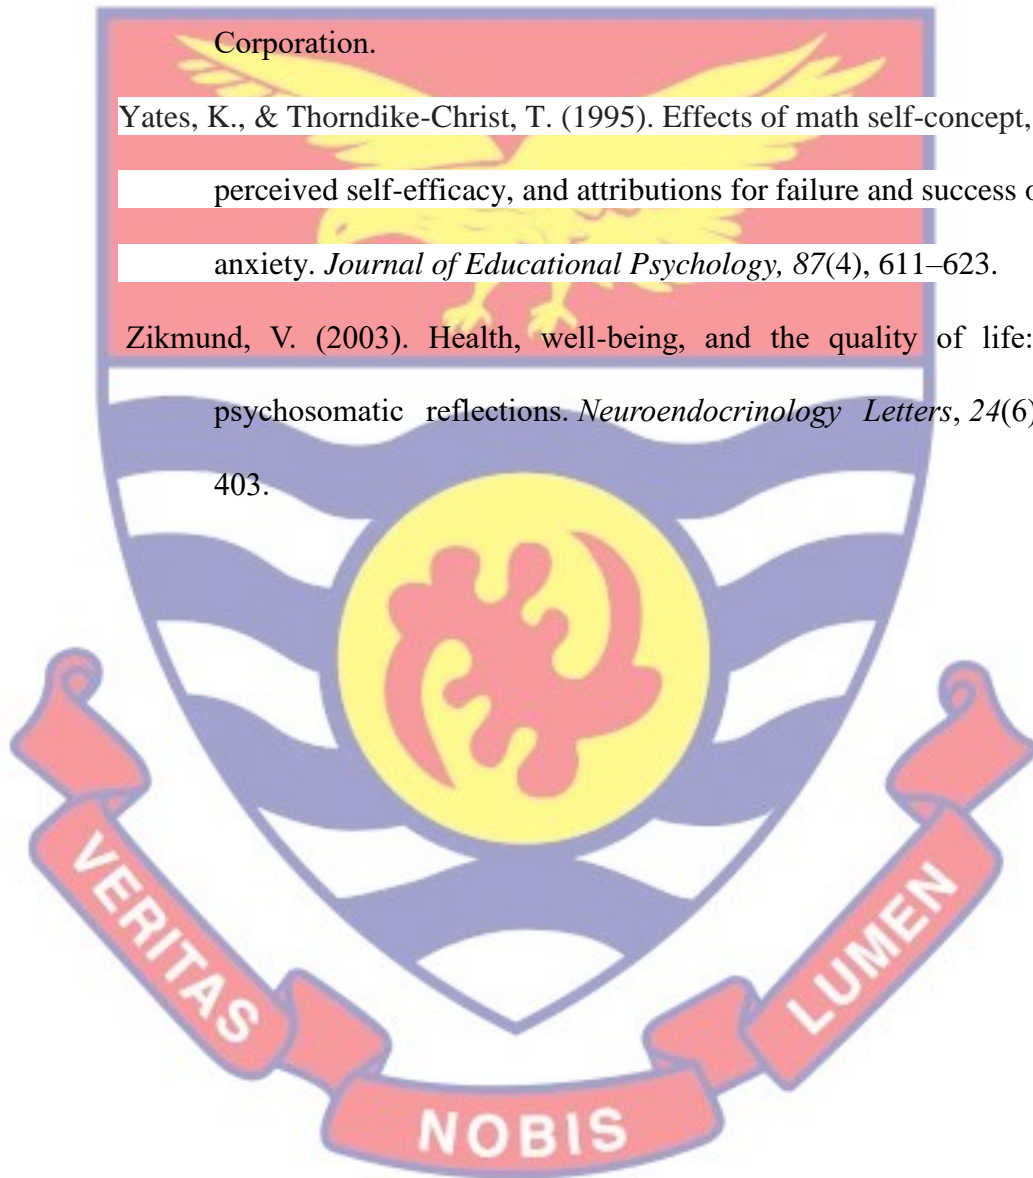 Corporation.
Yates, K., & Thorndike-Christ, T. (1995). Effects of math self-concept,
perceived self-efficacy, and attributions for failure and success
anxiety. Journal of Educational Psychology, 87(4), 611–623.
Zikmund, V. (2003). Health, well-being, and the quality of life:
psychosomatic reflections. Neuroendocrinology Letters, 24(6)
403.
VERITAS
NOBIS
LUMEN